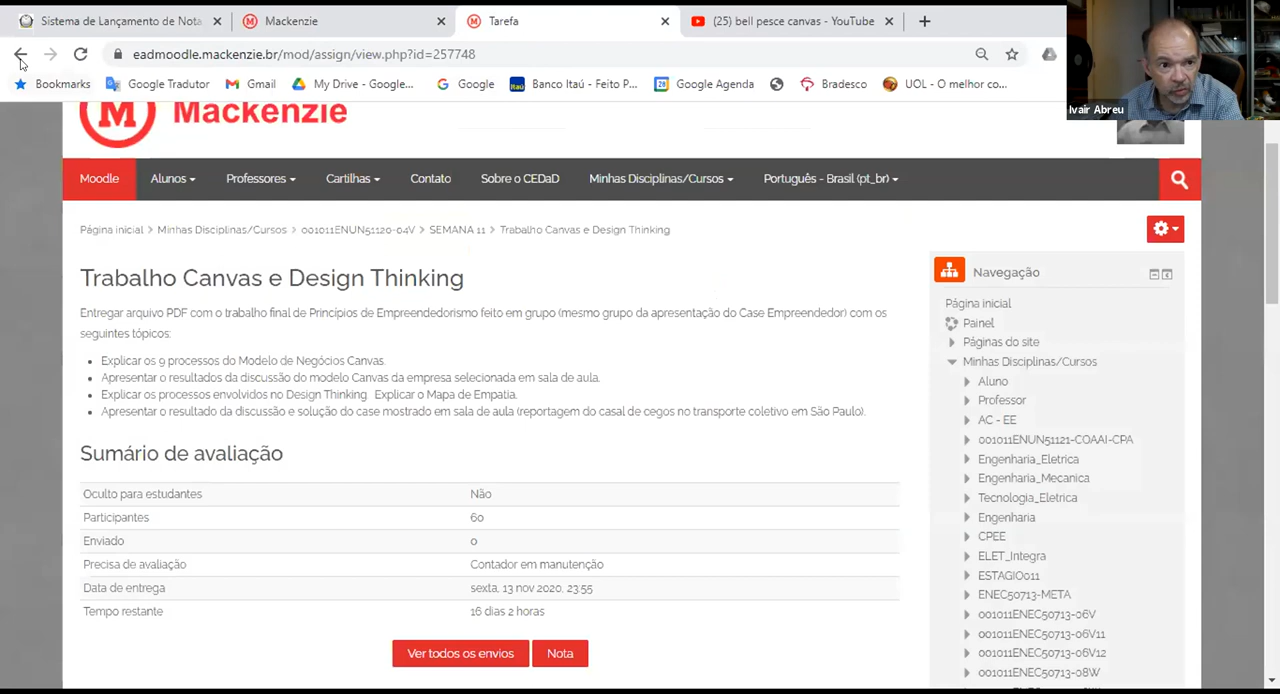 Sistema de Lançamento de Nota
Mackenzie
Tarefa
(25) bell pesce canvas - YouTube
eadmoodle.mackenzie.br/mod/assign/view.php?id=257748
Bookmarks
Google Tradutor
Gmail
My Drive - Google...
Google
Banco Itaú - Feito P...
Google Agenda
Bradesco
UOL - O melhor co...
Ivair Abreu
M Mackenzie
Moodle
Alunos
Professores
Cartilhas
Contato
Sobre o CEDaD
Minhas Disciplinas/Cursos
Português - Brasil (pt_br)
Página inicial > Minhas Disciplinas/Cursos > 001011ENUN51120-04V > SEMANA 11 > Trabalho Canvas e Design Thinking
Trabalho Canvas e Design Thinking
Entregar arquivo PDF com o trabalho final de Princípios de Empreendedorismo feito em grupo (mesmo grupo da apresentação do Case Empreendedor) com os
seguintes tópicos:
• Explicar os 9 processos do Modelo de Negócios Canvas.
• Apresentar o resultados da discussão do modelo Canvas da empresa selecionada em sala de aula.
• Explicar os processos envolvidos no Design Thinking Explicar o Mapa de Empatia.
• Apresentar o resultado da discussão e solução do case mostrado em sala de aula (reportagem do casal de cegos no transporte coletivo em São Paulo).
Sumário de avaliação
Oculto para estudantes Não
Participantes 60
Enviado 0
Precisa de avaliação Contador em manutenção
Data de entrega sexta, 13 nov 2020, 23:55
Tempo restante 16 dias 2 horas
Ver todos os envios
Nota
Navegação
Página inicial
Painel
Páginas do site
Minhas Disciplinas/Cursos
Aluno
Professor
AC - EE
001011ENUN51121-COAAI-CPA
Engenharia_Eletrica
Engenharia_Mecanica
Tecnologia_Eletrica
Engenharia
CPEE
ELET_Integra
ESTAGIO011
ENEC50713-META
001011ENEC50713-06V
001011ENEC50713-06V11
001011ENEC50713-06V12
001011ENEC50713-08W